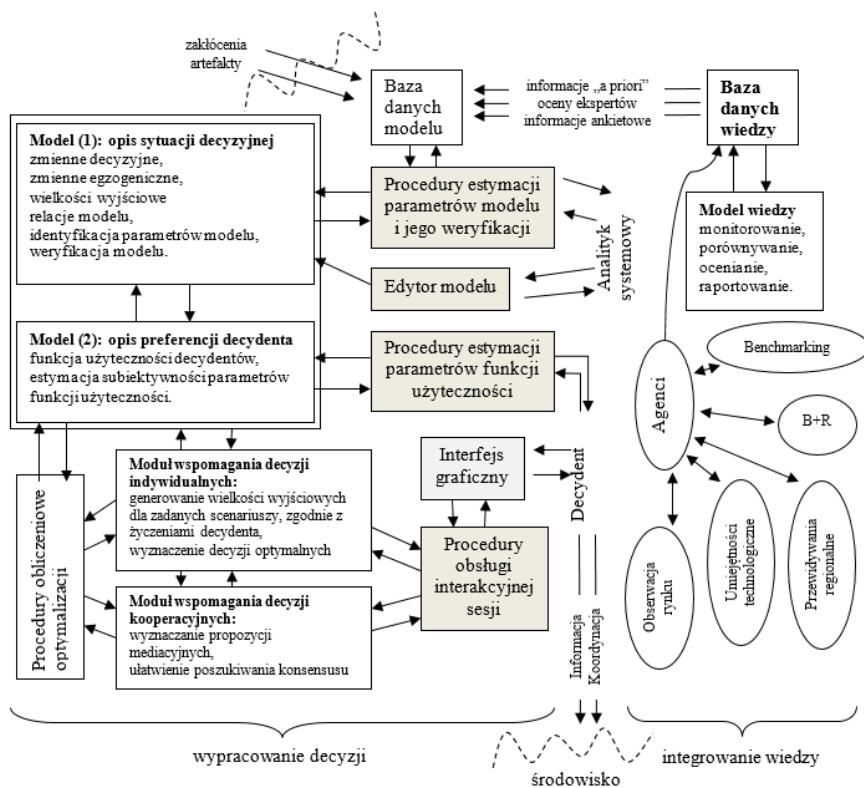 zakłócenia
artefakty
Baza
danych
modelu
informacje „a priori”
oceny ekspertów
informacje ankietowe
Baza
danych
wiedzy
Model (1): opis sytuacji decyzyjnej
zmienne decyzyjne,
zmienne egzogeniczne,
wielkości wyjściowe
relacje modelu,
identyfikacja parametrów modelu,
weryfikacja modelu.
Procedury estymacji
parametrów modelu
i jego weryfikacji
Analityk
systemowy
Model wiedzy
monitorowanie,
porównywanie,
ocenianie,
raportowanie.
Edytor modelu
Model (2): opis preferencji decydenta
funkcja użyteczności decydentów,
estymacja subiektywności parametrów
funkcji użyteczności.
Procedury estymacji
parametrów funkcji
użyteczności
Agenci
Benchmarking
B+R
Procedury obliczeniowe
optymalizacji
Moduł wspomagania decyzji
indywidualnych:
generowanie wielkości wyjściowych
dla zadanych scenariuszy, zgodnie z
życzeniami decydenta,
wyznaczenie decyzji optymalnych
Interfejs
graficzny
Decydent
Procedury
obsługi
interakcyjnej
sesji
Moduł wspomagania decyzji
kooperacyjnych:
wyznaczanie propozycji
mediacyjnych,
ułatwienie poszukiwania konsensusu
Informacja
Koordynacja
Obserwacja
rynku
Umiejętności
technologiczne
Przewidywania
regionalne
wypracowanie decyzji
środowisko
integrowanie wiedzy